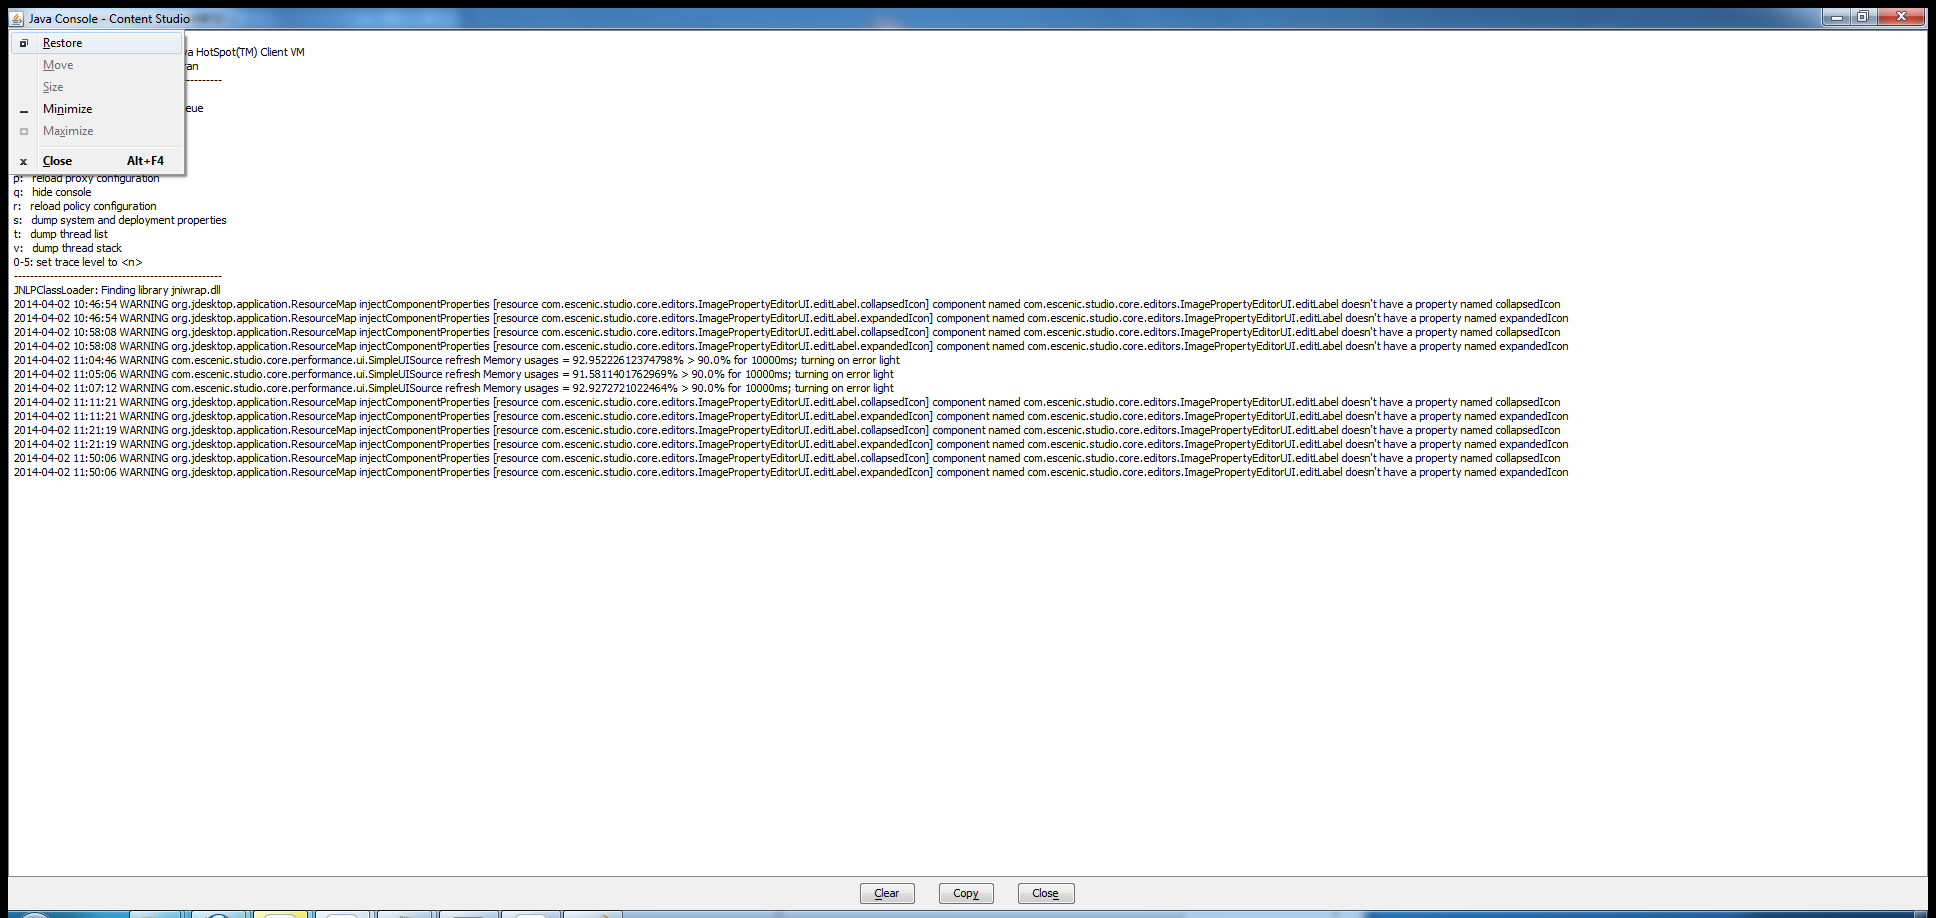 Java Console - Content Studio
Restore
Move
Size
Minimize
Maximize
Close Alt+F4
va HotSpot(TM) Client VM
----------
eue
p: reload proxy configuration
q: hide console
r: reload policy configuration
s: dump system and deployment properties
t: dump thread list
v: dump thread stack
0-5: set trace level to <n>
----------------------------------------------------
JNLPClassLoader: Finding library jniwrap.dll
2014-04-02 10:46:54 WARNING org.jdesktop.application.ResourceMap injectComponentProperties [resource com.escenic.studio.core.editors.ImagePropertyEditorUI.editLabel.collapsedIcon] component named com.escenic.studio.core.editors.ImagePropertyEditorUI.editLabel doesn't have a property named collapsedIcon
2014-04-02 10:46:54 WARNING org.jdesktop.application.ResourceMap injectComponentProperties [resource com.escenic.studio.core.editors.ImagePropertyEditorUI.editLabel.expandedIcon] component named com.escenic.studio.core.editors.ImagePropertyEditorUI.editLabel doesn't have a property named expandedIcon
2014-04-02 10:58:08 WARNING org.jdesktop.application.ResourceMap injectComponentProperties [resource com.escenic.studio.core.editors.ImagePropertyEditorUI.editLabel.collapsedIcon] component named com.escenic.studio.core.editors.ImagePropertyEditorUI.editLabel doesn't have a property named collapsedIcon
2014-04-02 10:58:08 WARNING org.jdesktop.application.ResourceMap injectComponentProperties [resource com.escenic.studio.core.editors.ImagePropertyEditorUI.editLabel.expandedIcon] component named com.escenic.studio.core.editors.ImagePropertyEditorUI.editLabel doesn't have a property named expandedIcon
2014-04-02 11:04:46 WARNING com.escenic.studio.core.performance.ui.SimpleUISource refresh Memory usages = 92.95222612374798% > 90.0% for 10000ms; turning on error light
2014-04-02 11:05:06 WARNING com.escenic.studio.core.performance.ui.SimpleUISource refresh Memory usages = 91.5811401762969% > 90.0% for 10000ms; turning on error light
2014-04-02 11:07:12 WARNING com.escenic.studio.core.performance.ui.SimpleUISource refresh Memory usages = 92.9272721022464% > 90.0% for 10000ms; turning on error light
2014-04-02 11:11:21 WARNING org.jdesktop.application.ResourceMap injectComponentProperties [resource com.escenic.studio.core.editors.ImagePropertyEditorUI.editLabel.collapsedIcon] component named com.escenic.studio.core.editors.ImagePropertyEditorUI.editLabel doesn't have a property named collapsedIcon
2014-04-02 11:11:21 WARNING org.jdesktop.application.ResourceMap injectComponentProperties [resource com.escenic.studio.core.editors.ImagePropertyEditorUI.editLabel.expandedIcon] component named com.escenic.studio.core.editors.ImagePropertyEditorUI.editLabel doesn't have a property named expandedIcon
2014-04-02 11:21:19 WARNING org.jdesktop.application.ResourceMap injectComponentProperties [resource com.escenic.studio.core.editors.ImagePropertyEditorUI.editLabel.collapsedIcon] component named com.escenic.studio.core.editors.ImagePropertyEditorUI.editLabel doesn't have a property named collapsedIcon
2014-04-02 11:21:19 WARNING org.jdesktop.application.ResourceMap injectComponentProperties [resource com.escenic.studio.core.editors.ImagePropertyEditorUI.editLabel.expandedIcon] component named com.escenic.studio.core.editors.ImagePropertyEditorUI.editLabel doesn't have a property named expandedIcon
2014-04-02 11:50:06 WARNING org.jdesktop.application.ResourceMap injectComponentProperties [resource com.escenic.studio.core.editors.ImagePropertyEditorUI.editLabel.collapsedIcon] component named com.escenic.studio.core.editors.ImagePropertyEditorUI.editLabel doesn't have a property named collapsedIcon
2014-04-02 11:50:06 WARNING org.jdesktop.application.ResourceMap injectComponentProperties [resource com.escenic.studio.core.editors.ImagePropertyEditorUI.editLabel.expandedIcon] component named com.escenic.studio.core.editors.ImagePropertyEditorUI.editLabel doesn't have a property named expandedIcon
Clear Copy Close